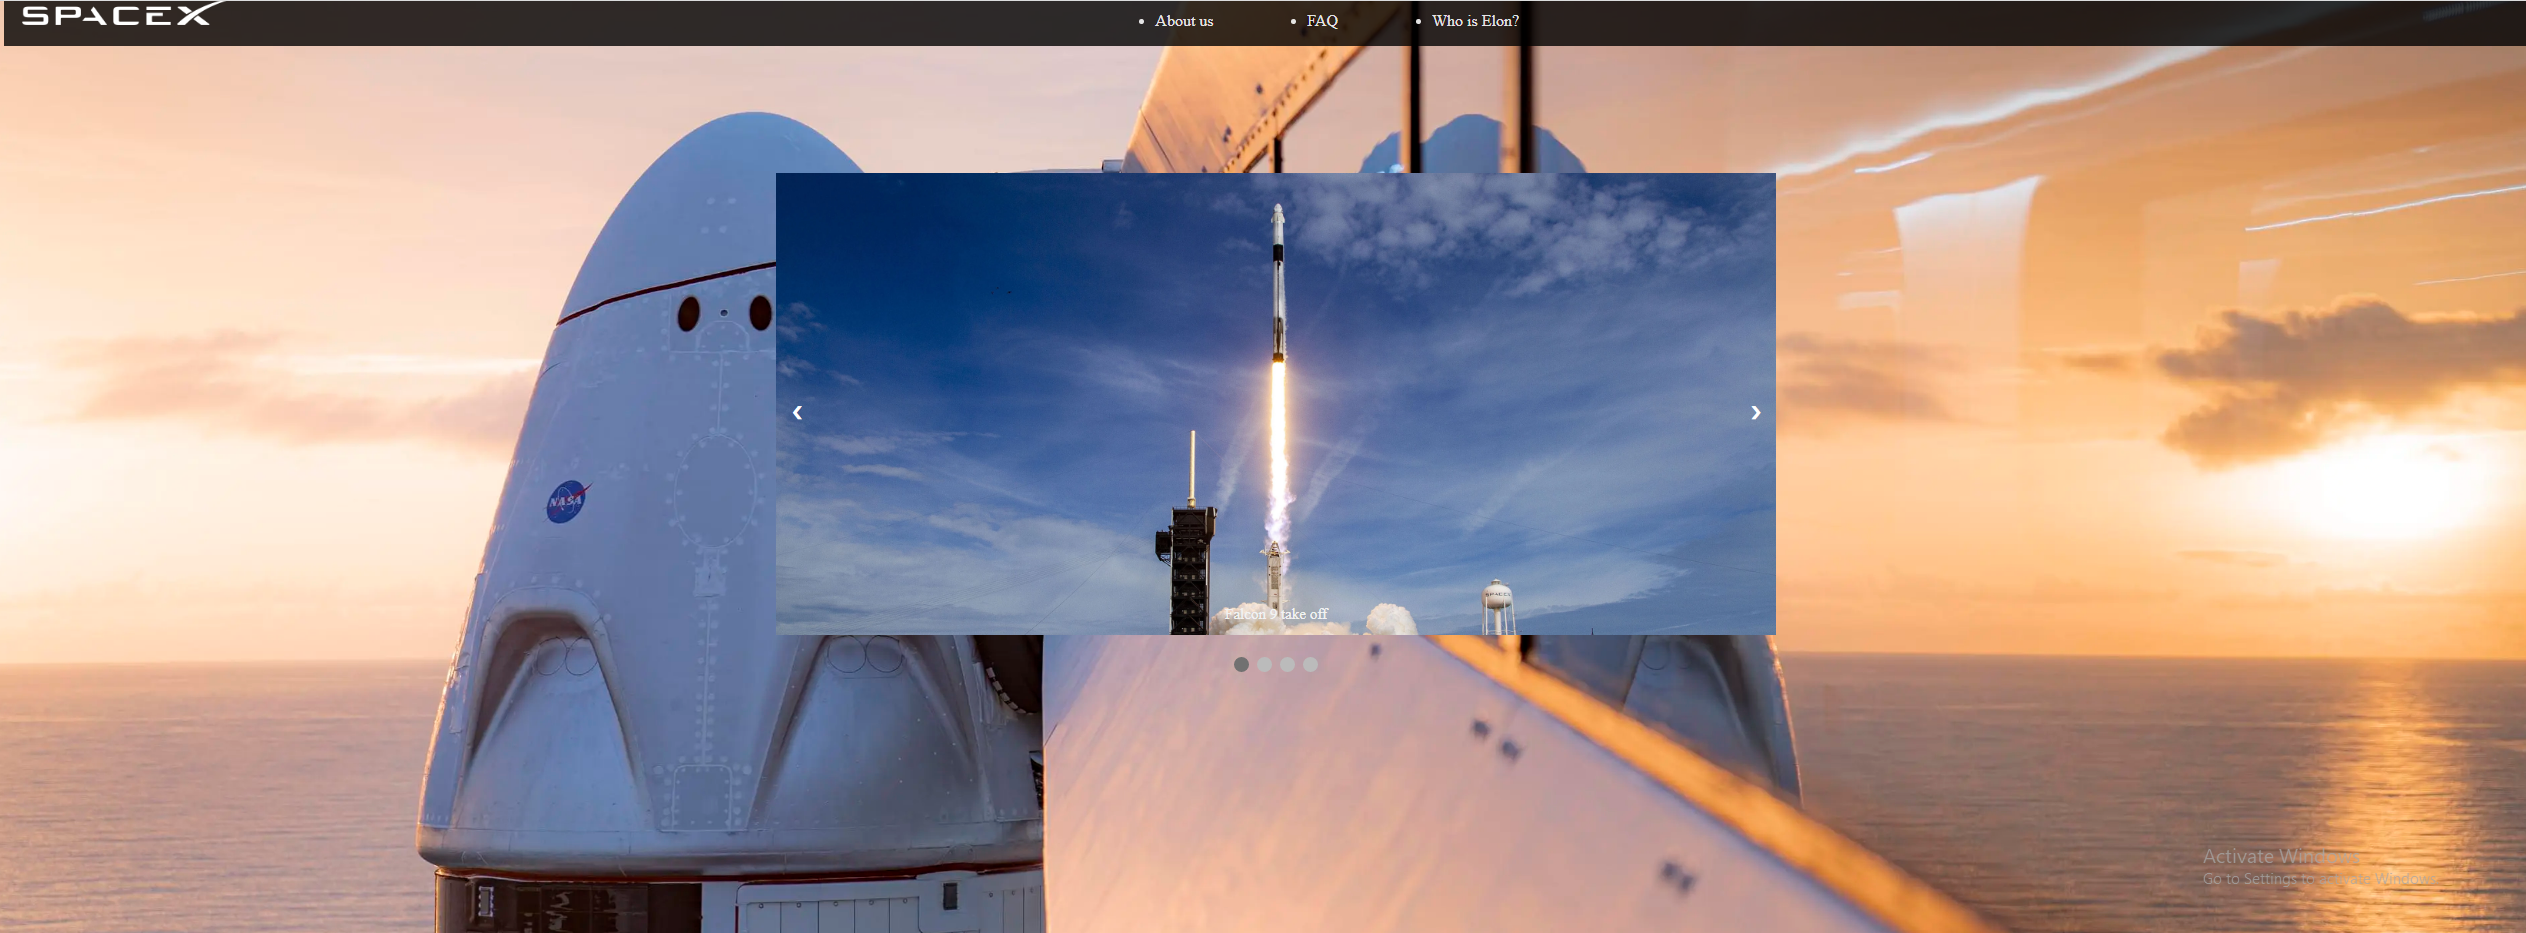 SPACEX
About us
FAQ
Who is Elon?
NASA
‹
›
SPACEX
Falcon 9 take off
Activate Windows
Go to Settings to activate Windows.